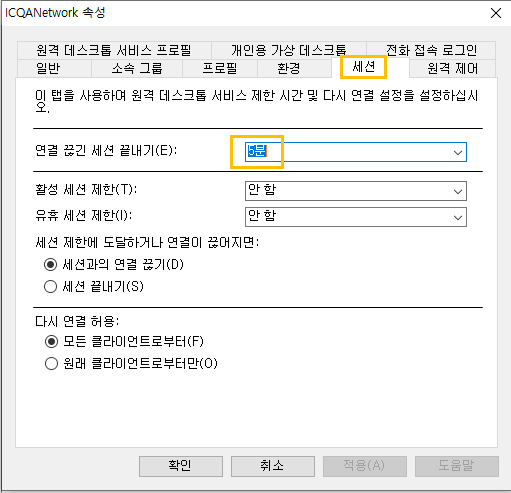 ICQANetwork 속성
원격 데스크톱 서비스 프로필 개인용 가상 데스크톱 전화 접속 로그인
일반 소속 그룹 프로필 환경 세션 원격 제어
이 탭을 사용하여 원격 데스크톱 서비스 제한 시간 및 다시 연결 설정을 설정하십시
오.
연결 끊긴 세션 끝내기(E): 5분
활성 세션 제한(T): 안 함
유휴 세션 제한(I): 안 함
세션 제한에 도달하거나 연결이 끊어지면:
세션과의 연결 끊기(D)
세션 끝내기(S)
다시 연결 허용:
모든 클라이언트로부터(F)
원래 클라이언트로부터만(O)
확인 취소 적용(A) 도움말